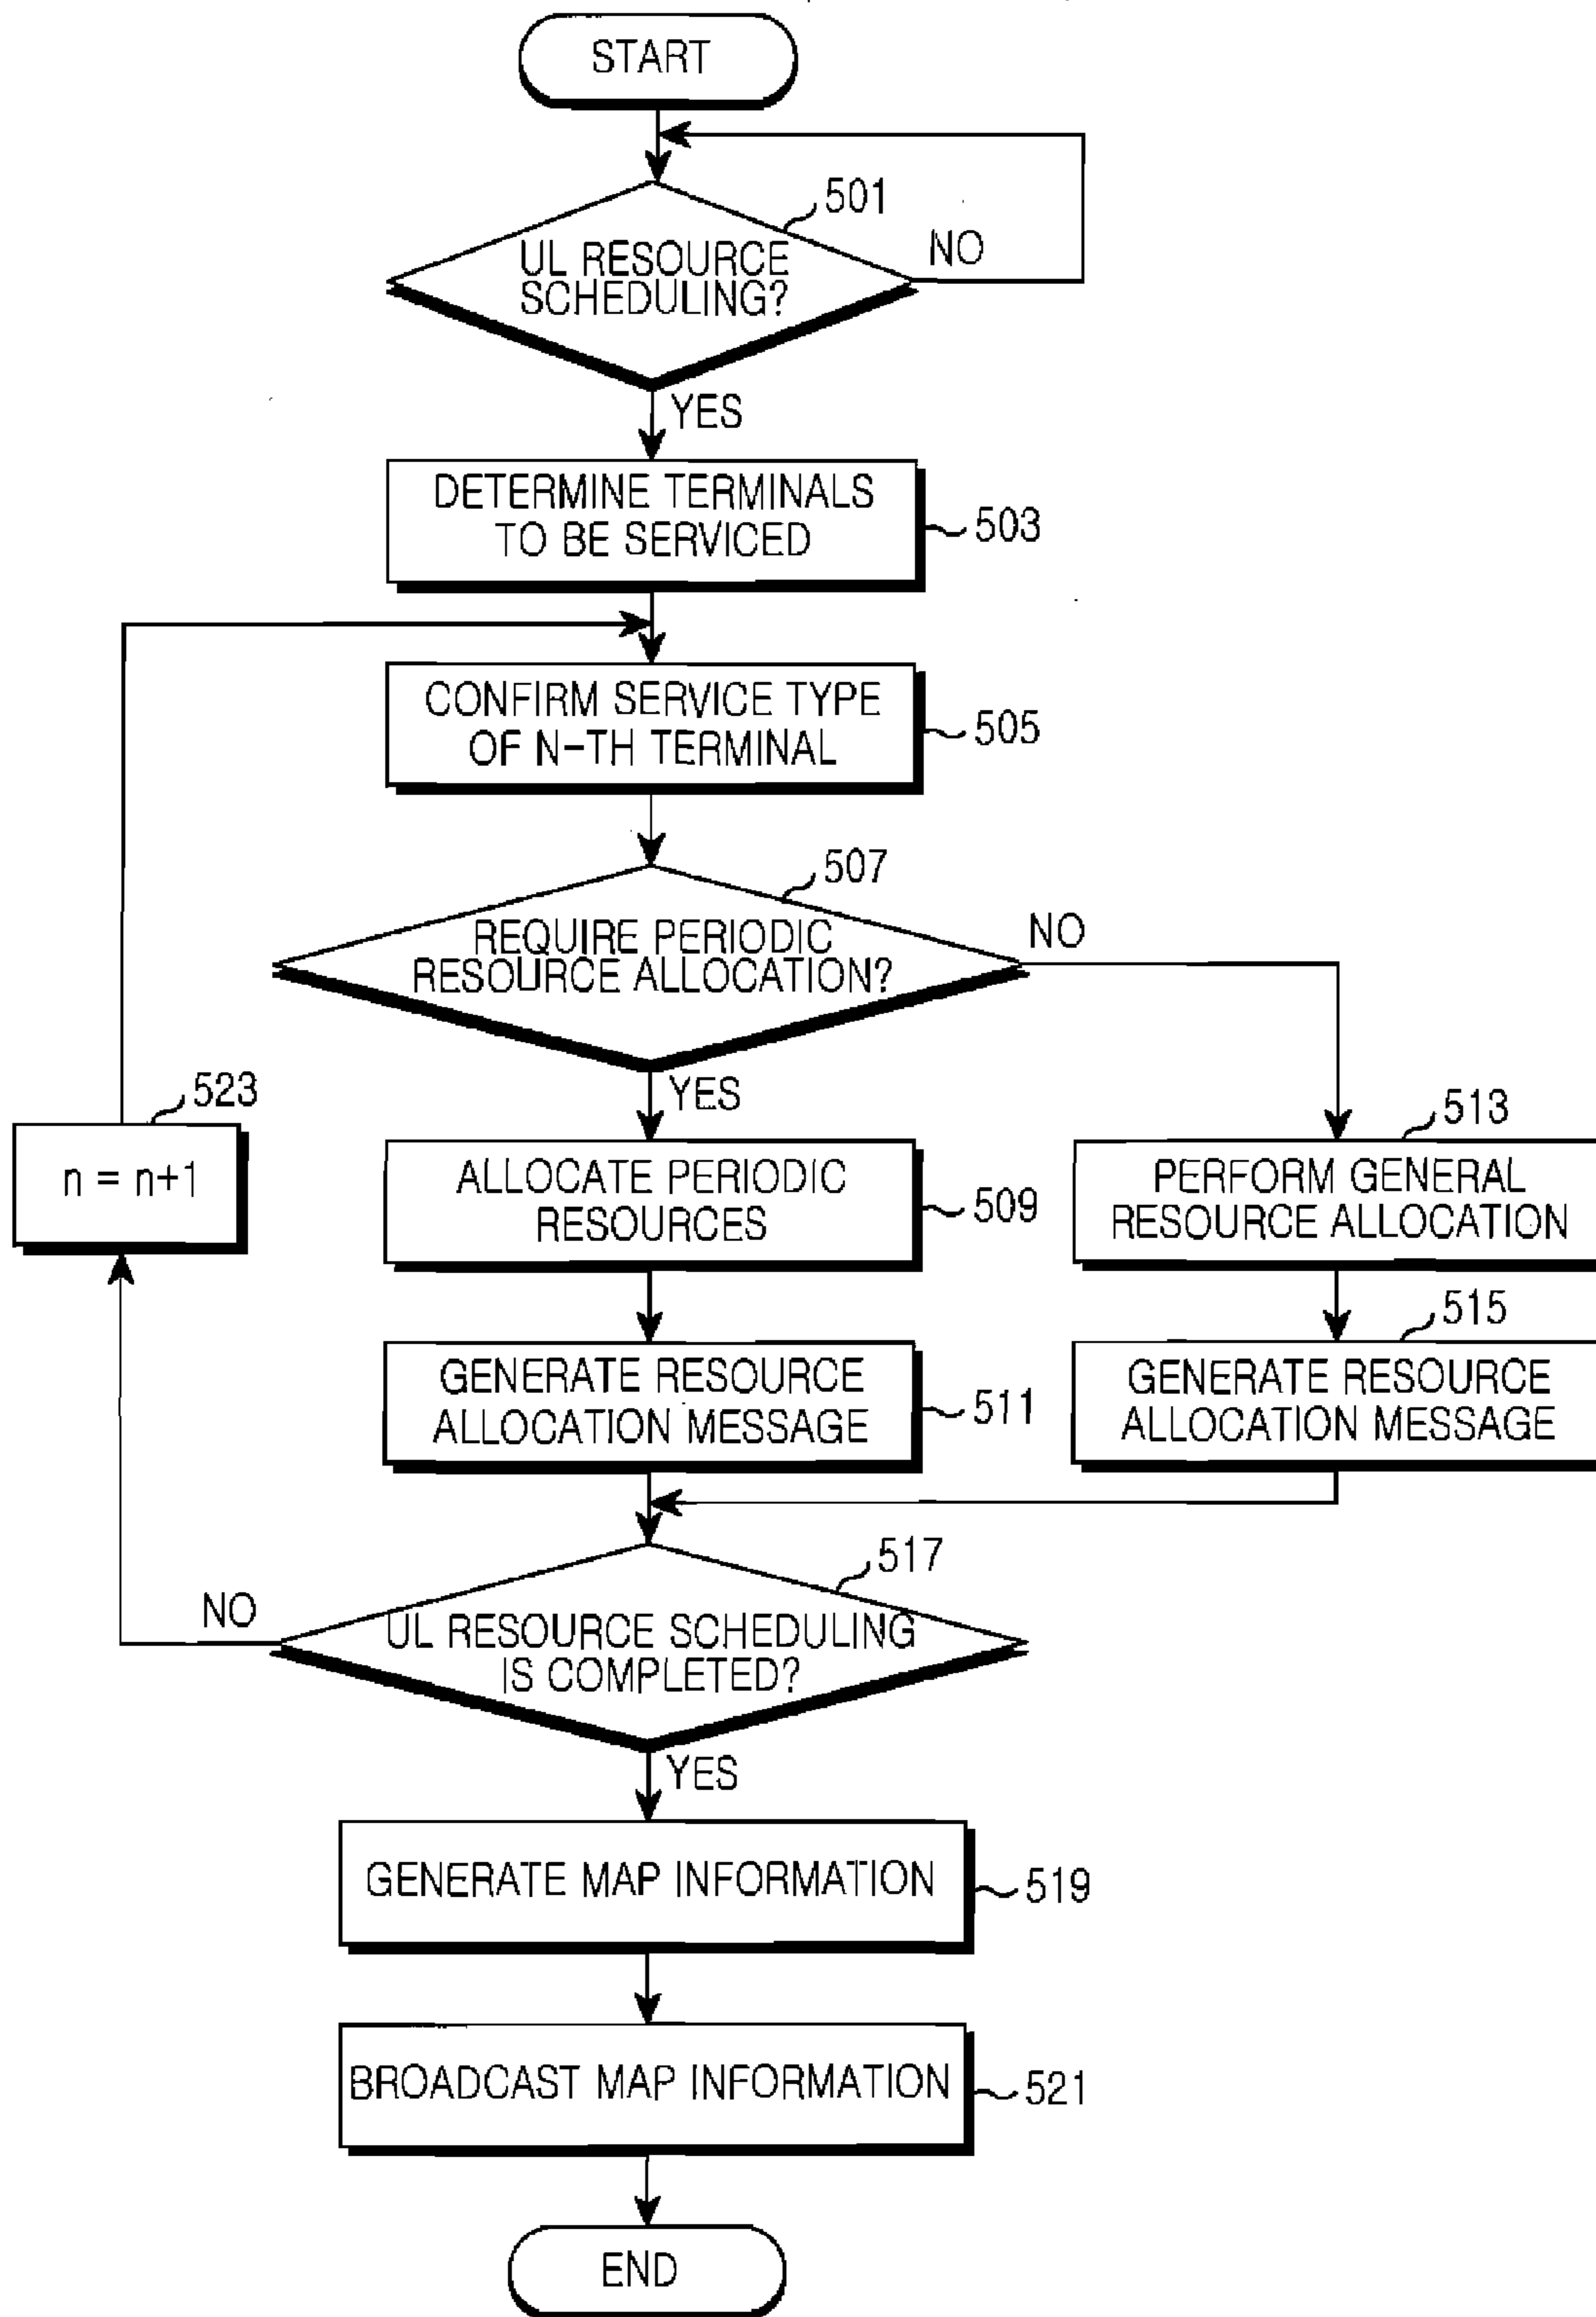 START
501
UL RESOURCE
SCHEDULING?
NO
YES
DETERMINE TERMINALS
TO BE SERVICED
503
CONFIRM SERVICE TYPE
OF N-TH TERMINAL
505
507
REQUIRE PERIODIC
RESOURCE ALLOCATION?
NO
YES
523
n = n+1
ALLOCATE PERIODIC
RESOURCES
509
513
PERFORM GENERAL
RESOURCE ALLOCATION
GENERATE RESOURCE
ALLOCATION MESSAGE
511
515
GENERATE RESOURCE
ALLOCATION MESSAGE
517
NO
UL RESOURCE SCHEDULING
IS COMPLETED?
YES
GENERATE MAP INFORMATION
519
BROADCAST MAP INFORMATION
521
END